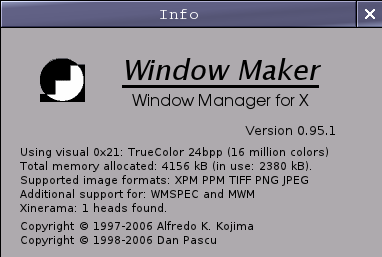 Info
Window Maker
Window Manager for X
Version 0.95.1
Using visual 0x21: TrueColor 24bpp (16 million colors)
Total memory allocated: 4156 kB (in use: 2380 kB).
Supported image formats: XPM PPM TIFF PNG JPEG
Additional support for: WMSPEC and MWM
Xinerama: 1 heads found.
Copyright © 1997-2006 Alfredo K. Kojima
Copyright © 1998-2006 Dan Pascu